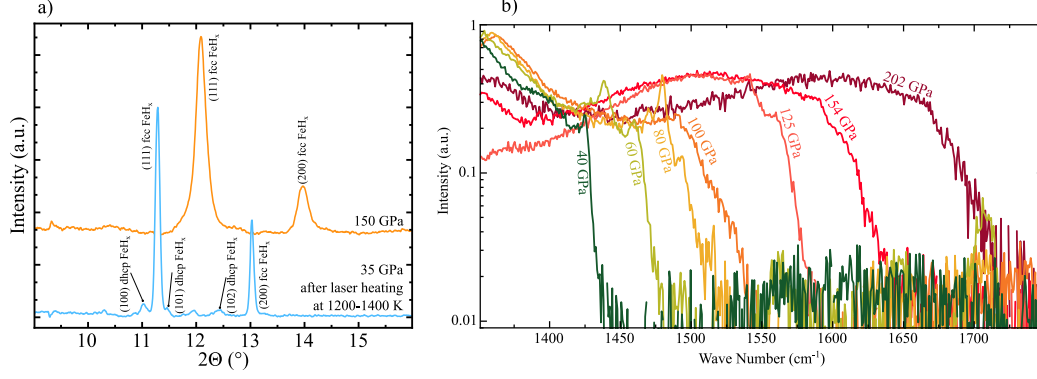 a)
Intensity (a.u.)
(111) fcc FeHₓ
(111) fcc FeHₓ
(200) fcc FeHₓ
150 GPa
35 GPa
after laser heating
at 1200-1400 K
(100) dhcp FeHₓ
(101) dhcp FeHₓ
(102) dhcp FeHₓ
(200) fcc FeHₓ
10 11 12 13 14 15
2Θ (°)
b)
Intensity (a.u.)
1
0.1
0.01
40 GPa
60 GPa
80 GPa
100 GPa
125 GPa
154 GPa
202 GPa
1400 1450 1500 1550 1600 1650 1700
Wave Number (cm⁻¹)